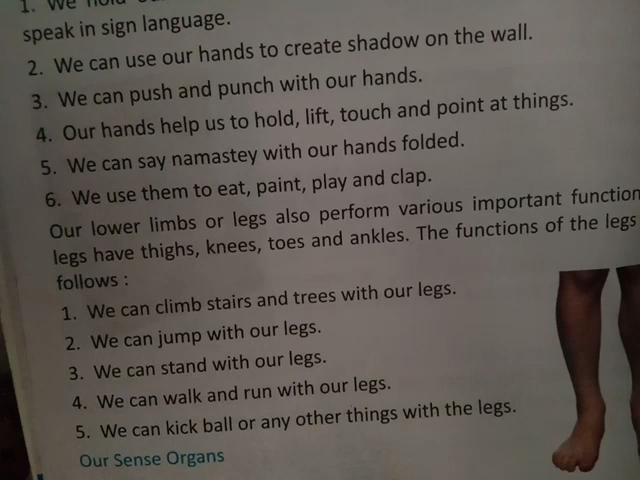 1. We hold
speak in sign language.
2. We can use our hands to create shadow on the wall.
3. We can push and punch with our hands.
4. Our hands help us to hold, lift, touch and point at things.
5. We can say namastey with our hands folded.
6. We use them to eat, paint, play and clap.
Our lower limbs or legs also perform various important function
legs have thighs, knees, toes and ankles. The functions of the legs
follows :
1. We can climb stairs and trees with our legs.
2. We can jump with our legs.
3. We can stand with our legs.
4. We can walk and run with our legs.
5. We can kick ball or any other things with the legs.
Our Sense Organs